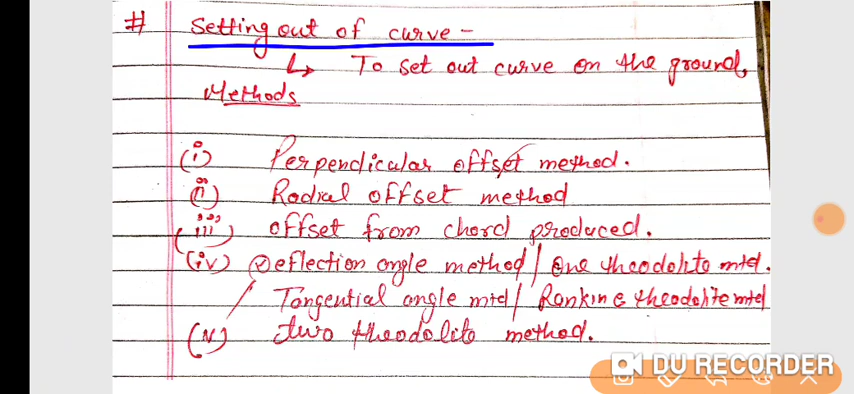 # Setting out of curve -
↳ To set out curve on the ground,
Methods
(i) Perpendicular offset method.
(ii) Radial offset method
(iii) offset from chord produced.
(iv) Deflection angle method / One theodolite mtd.
/ Tangential angle mtd / Rankine theodolite mtd
(v) two theodolite method.
DU RECORDER